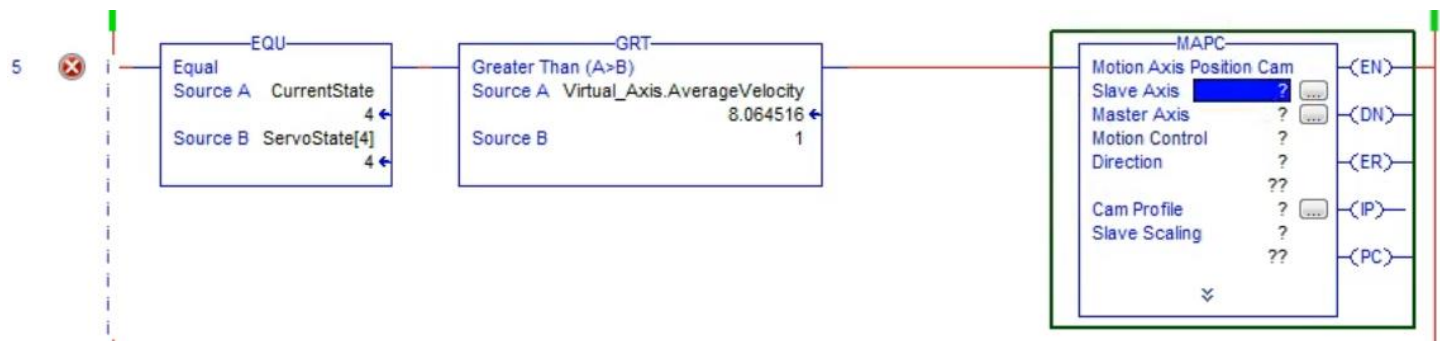 5
EQU
Equal
Source A CurrentState
4
Source B ServoState[4]
4
GRT
Greater Than (A>B)
Source A Virtual_Axis.AverageVelocity
8.064516
Source B 1
MAPC
Motion Axis Position Cam
Slave Axis ? ...
Master Axis ? ...
Motion Control ?
Direction ?
??
Cam Profile ? ...
Slave Scaling ?
??
(EN)
(DN)
(ER)
(IP)
(PC)
i
i
i
i
i
i
i
i
i
i
i
i